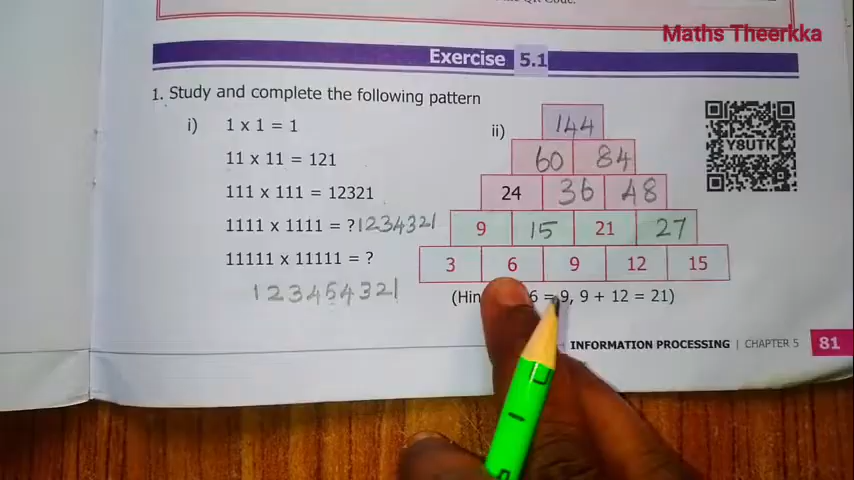 QR Code.
Maths Theerkka
Exercise 5.1
1. Study and complete the following pattern
i) 1 x 1 = 1
11 x 11 = 121
111 x 111 = 12321
1111 x 1111 = ? 1234321
11111 x 11111 = ?
123454321
ii)
144
60 84
24 36 48
9 15 21 27
3 6 9 12 15
6 = 9, 9 + 12 = 21)
Y8UTK
INFORMATION PROCESSING | CHAPTER 5 81